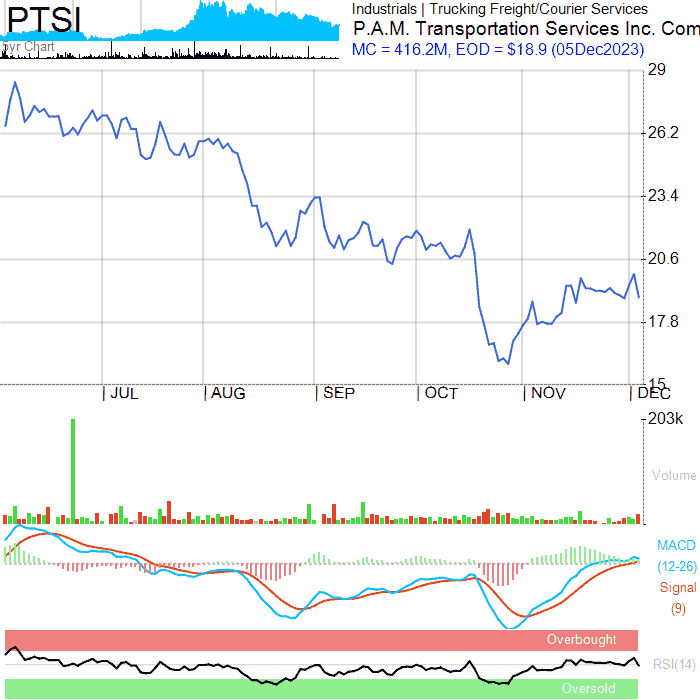 PTSI
5yr Chart
Industrials | Trucking Freight/Courier Services
P.A.M. Transportation Services Inc. Com
MC = 416.2M, EOD = $18.9 (05Dec2023)
29
26.2
23.4
20.6
17.8
15
JUL
AUG
SEP
OCT
NOV
DEC
203k
Volume
MACD
(12-26)
Signal
(9)
Overbought
RSI(14)
Oversold